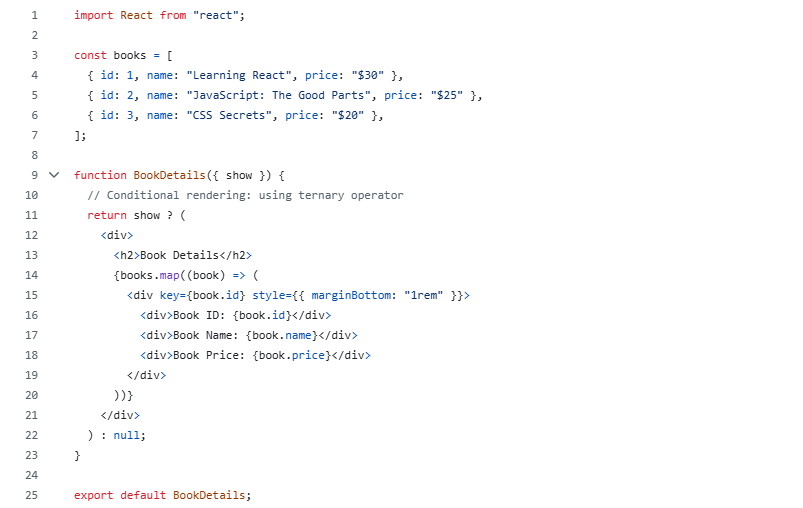 1 import React from "react";
2
3 const books = [
4 { id: 1, name: "Learning React", price: "$30" },
5 { id: 2, name: "JavaScript: The Good Parts", price: "$25" },
6 { id: 3, name: "CSS Secrets", price: "$20" },
7 ];
8
9 function BookDetails({ show }) {
10 // Conditional rendering: using ternary operator
11 return show ? (
12 <div>
13 <h2>Book Details</h2>
14 {books.map((book) => (
15 <div key={book.id} style={{ marginBottom: "1rem" }}>
16 <div>Book ID: {book.id}</div>
17 <div>Book Name: {book.name}</div>
18 <div>Book Price: {book.price}</div>
19 </div>
20 ))}
21 </div>
22 ) : null;
23 }
24
25 export default BookDetails;